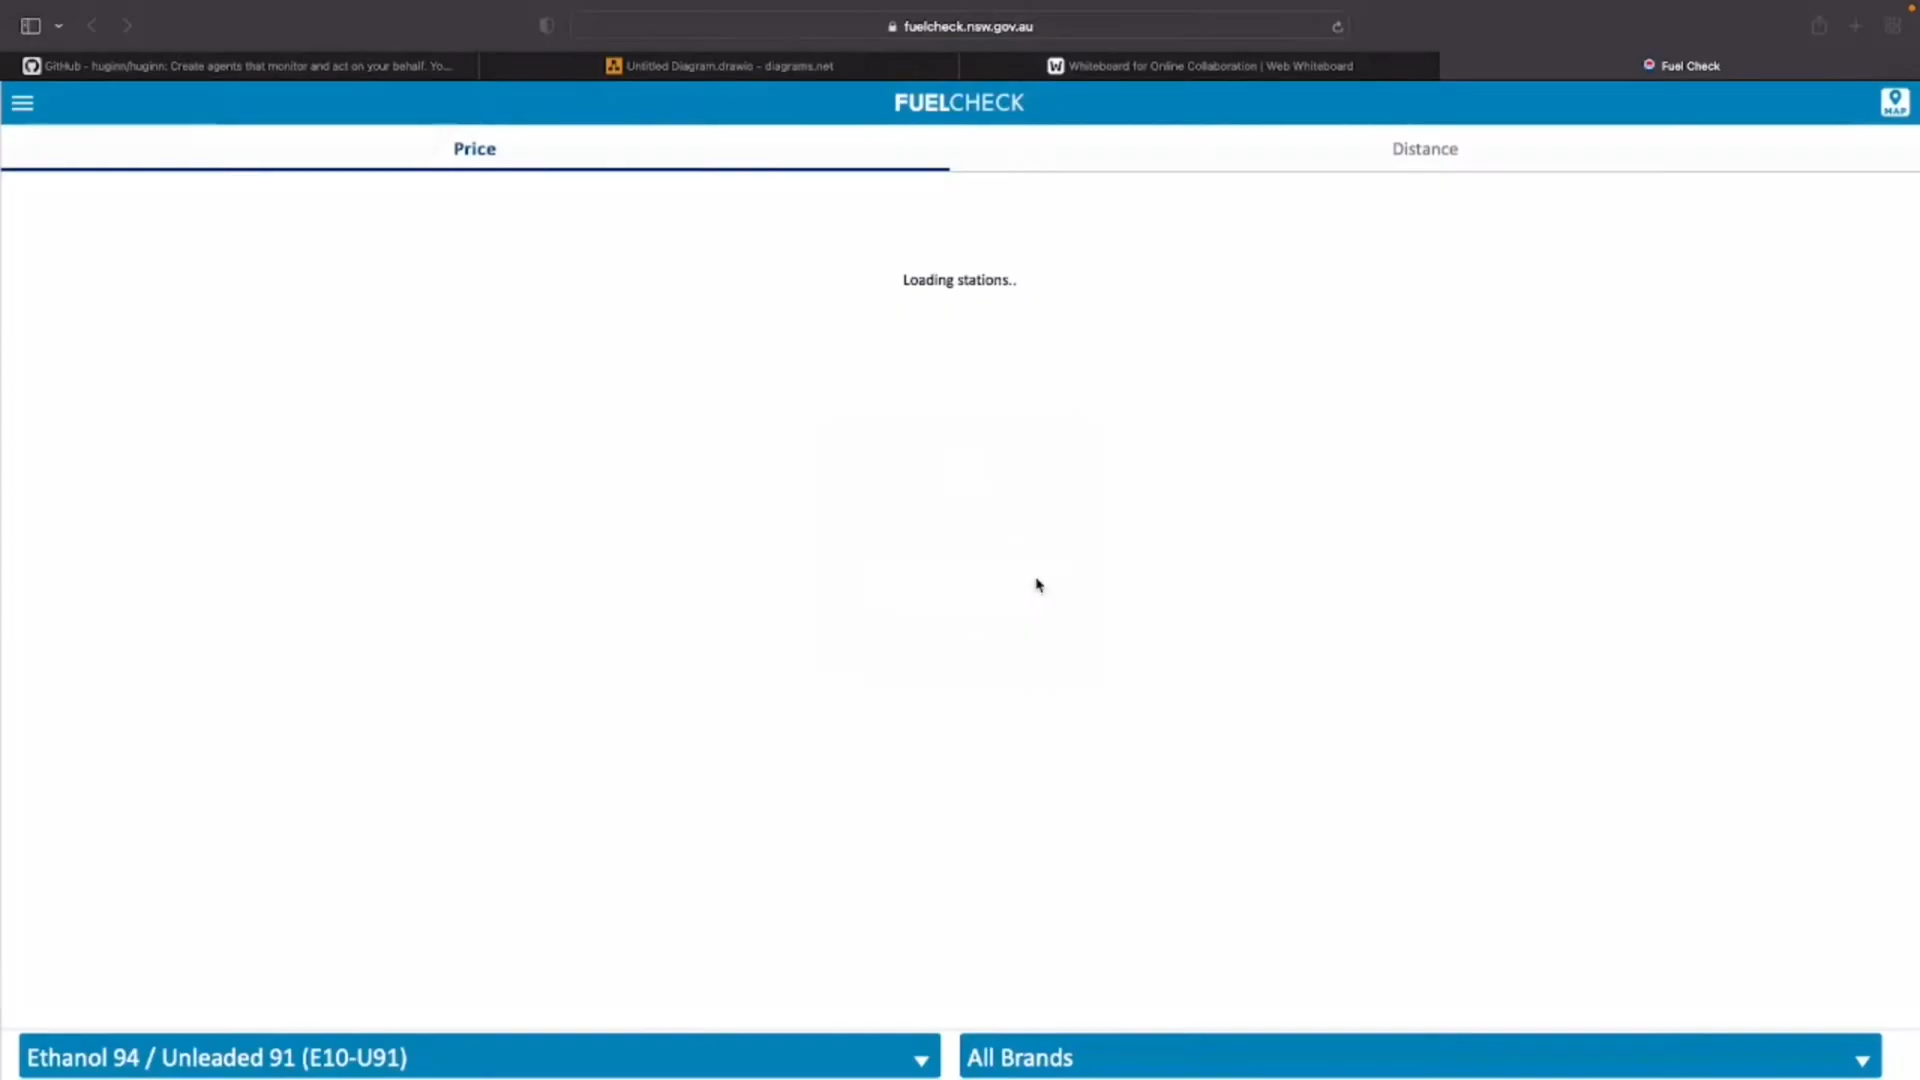 fuelcheck.nsw.gov.au
GitHub - huginn/huginn: Create agents that monitor and act on your behalf. Yo...
Untitled Diagram.drawio - diagrams.net
W Whiteboard for Online Collaboration | Web Whiteboard
Fuel Check
FUELCHECK
MAP
Price
Distance
Loading stations..
Ethanol 94 / Unleaded 91 (E10-U91)
All Brands